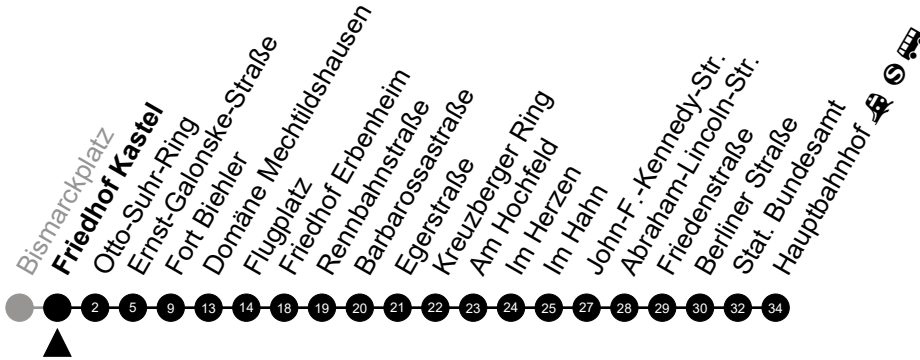 Bismarckplatz
Friedhof Kastel
Otto-Suhr-Ring
Ernst-Galonske-Straße
Fort Biehler
Domäne Mechtildshausen
Flugplatz
Friedhof Erbenheim
Rennbahnstraße
Barbarossastraße
Egerstraße
Kreuzberger Ring
Am Hochfeld
Im Herzen
Im Hahn
John-F.-Kennedy-Str.
Abraham-Lincoln-Str.
Friedenstraße
Berliner Straße
Stat. Bundesamt
Hauptbahnhof S
2 5 9 13 14 18 19 20 21 22 23 24 25 27 28 29 30 32 34